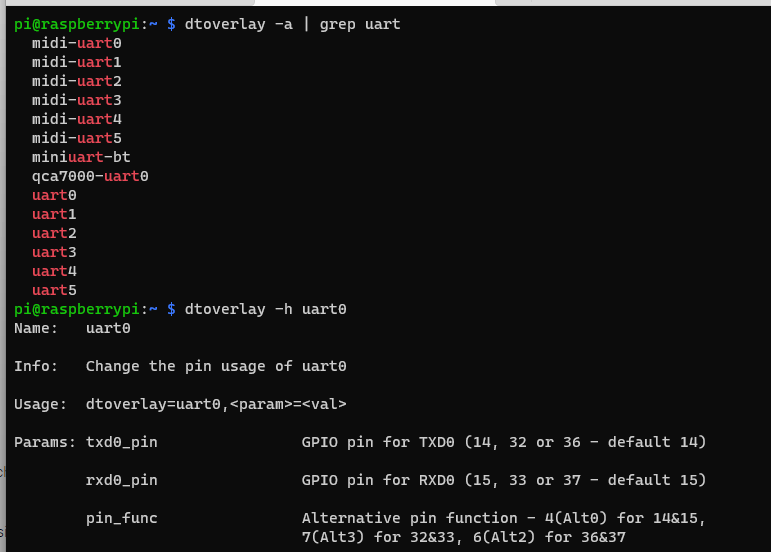 pi@raspberrypi:~ $ dtoverlay -a | grep uart
midi-uart0
midi-uart1
midi-uart2
midi-uart3
midi-uart4
midi-uart5
miniuart-bt
qca7000-uart0
uart0
uart1
uart2
uart3
uart4
uart5
pi@raspberrypi:~ $ dtoverlay -h uart0
Name: uart0
Info: Change the pin usage of uart0
Usage: dtoverlay=uart0,<param>=<val>
Params: txd0_pin GPIO pin for TXD0 (14, 32 or 36 - default 14)
rxd0_pin GPIO pin for RXD0 (15, 33 or 37 - default 15)
pin_func Alternative pin function - 4(Alt0) for 14&15,
7(Alt3) for 32&33, 6(Alt2) for 36&37